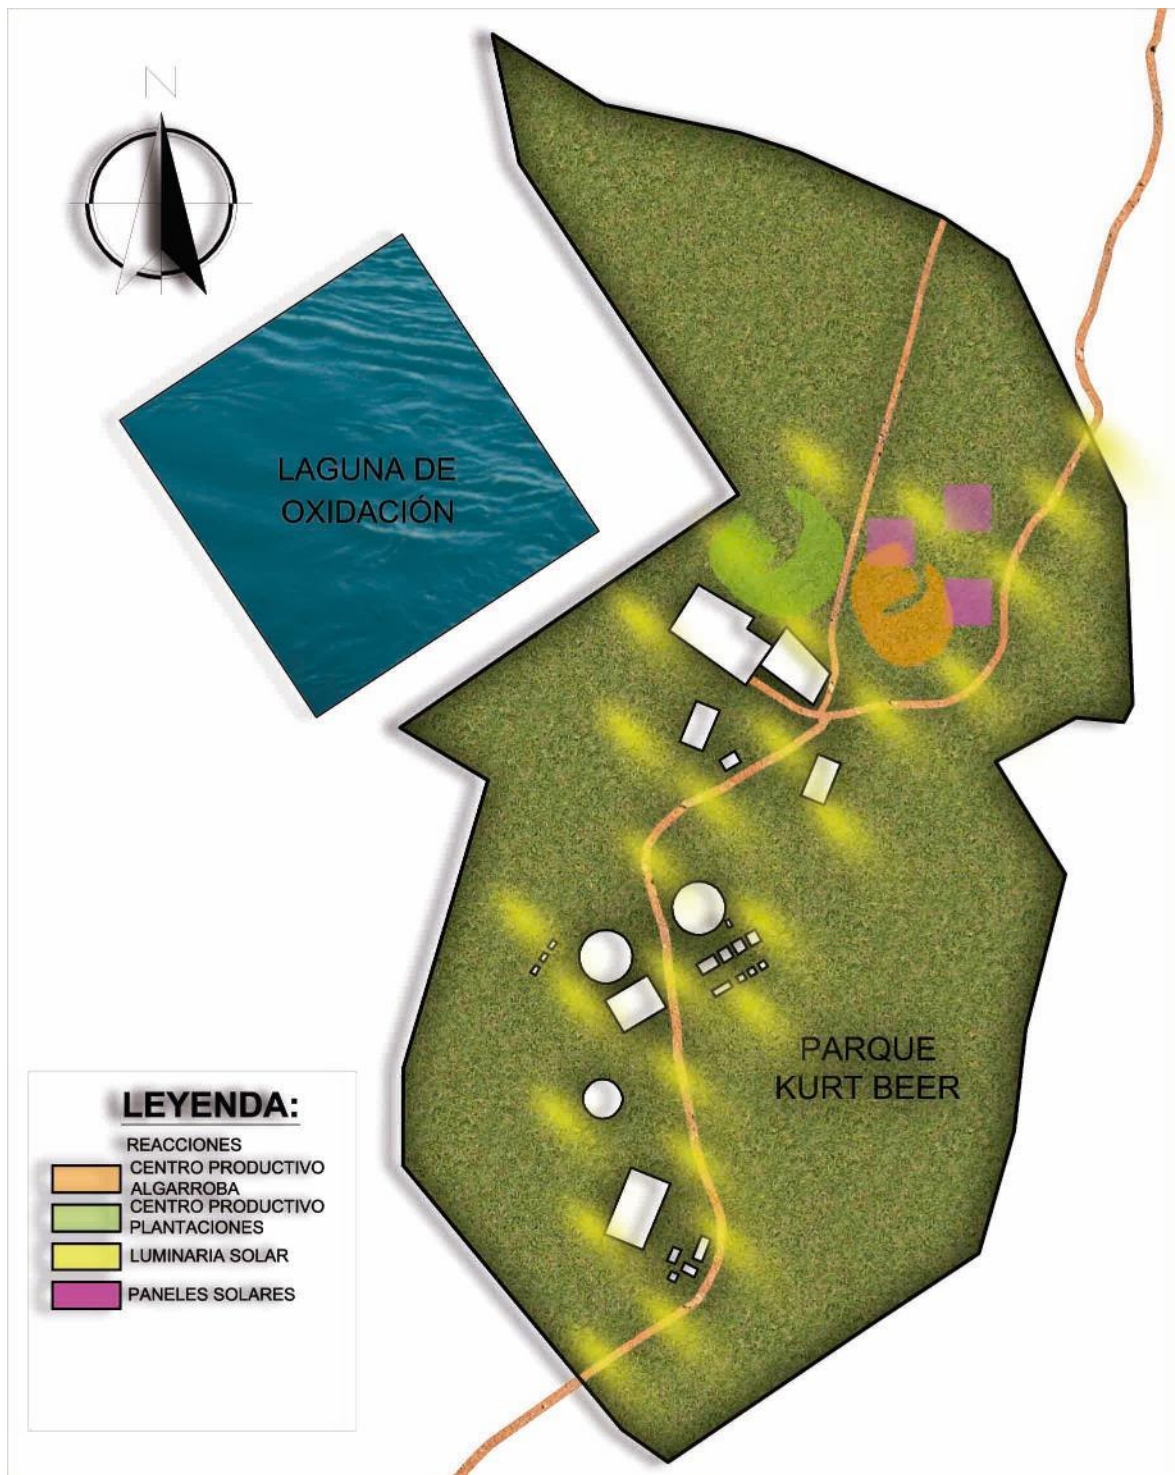 N
LAGUNA DE
OXIDACIÓN
PARQUE
KURT BEER
LEYENDA:
REACCIONES
CENTRO PRODUCTIVO
ALGARROBA
CENTRO PRODUCTIVO
PLANTACIONES
LUMINARIA SOLAR
PANELES SOLARES